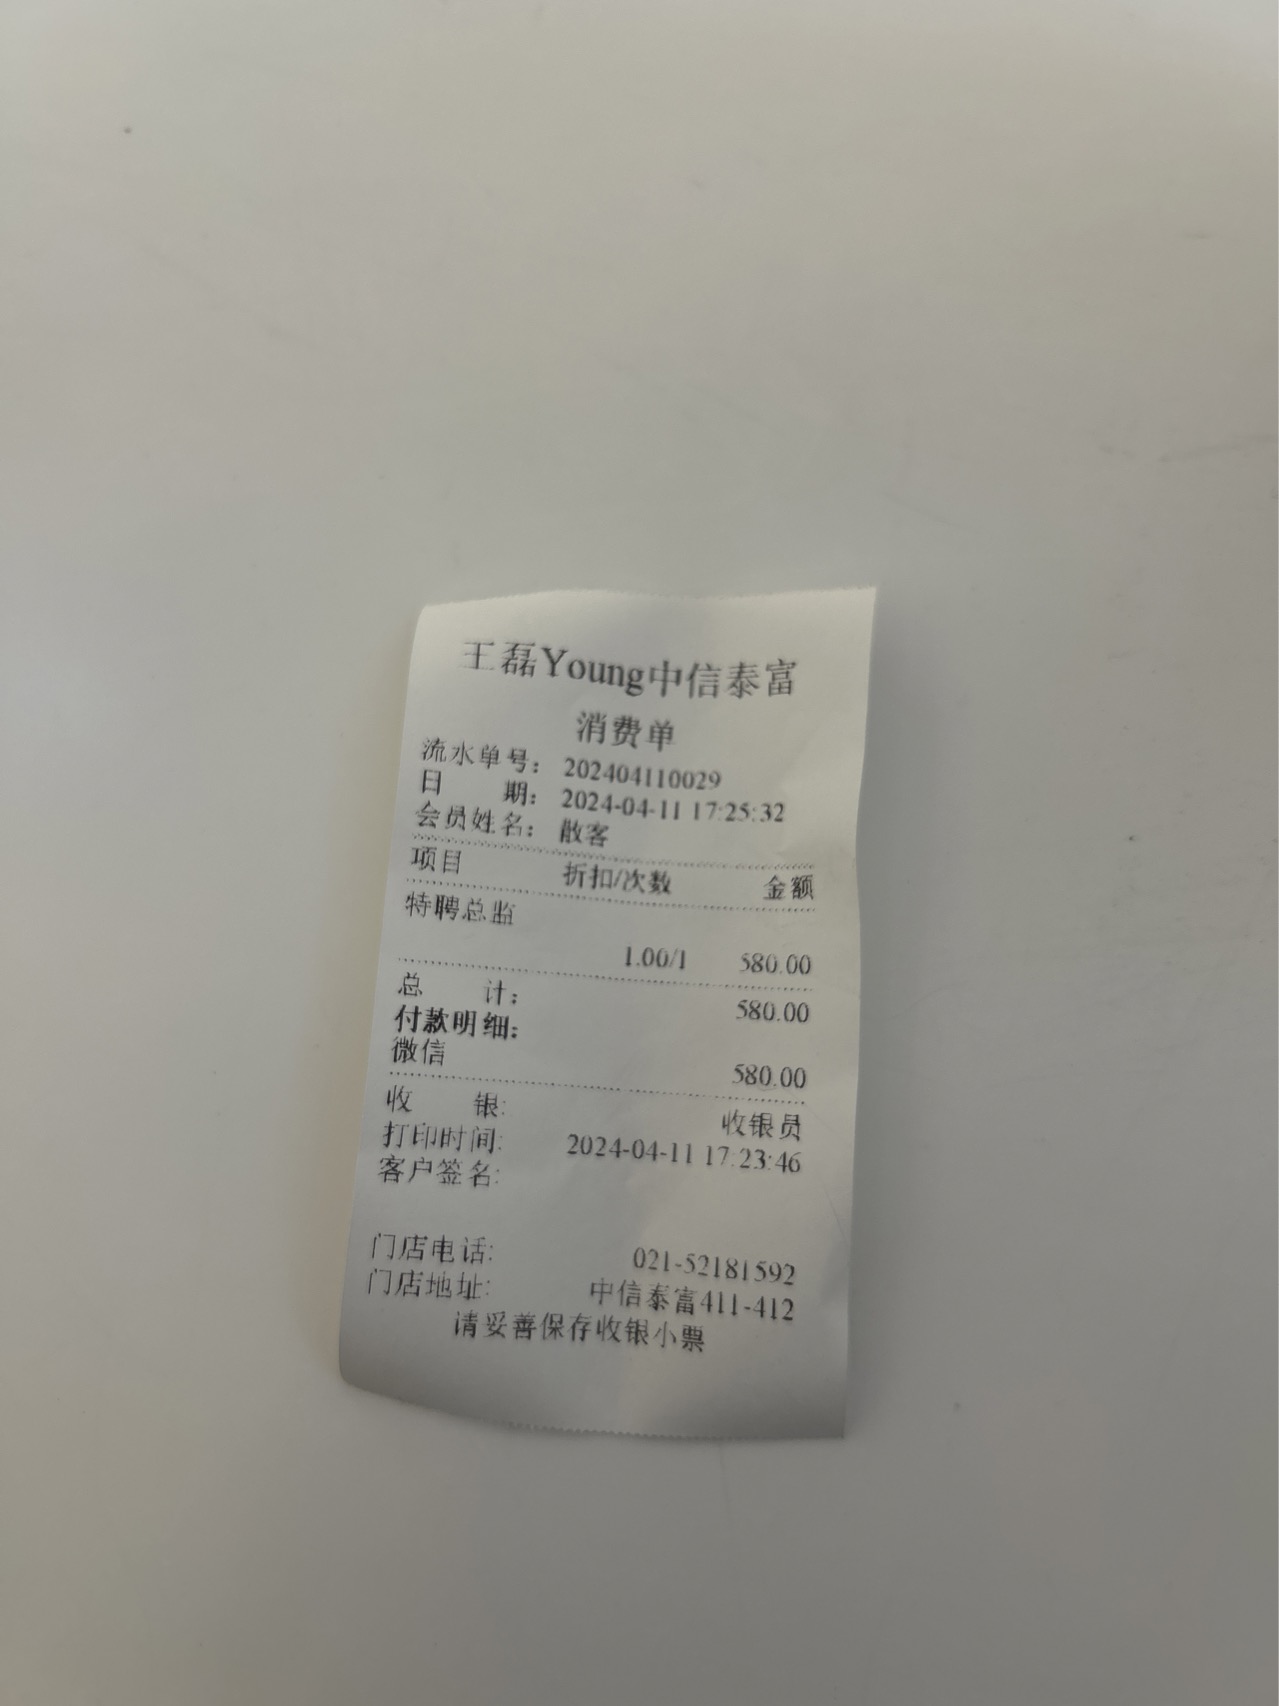 王磊Young中信泰富
消费单
流水单号： 202404110029
日 期： 2024-04-11 17:25:32
会员姓名： 散客
项目 折扣/次数 金额
特聘总监
1.00/1 580.00
总 计： 580.00
付款明细：
微信 580.00
收 银: 收银员
打印时间: 2024-04-11 17:23:46
客户签名:
门店电话: 021-52181592
门店地址: 中信泰富411-412
请妥善保存收银小票